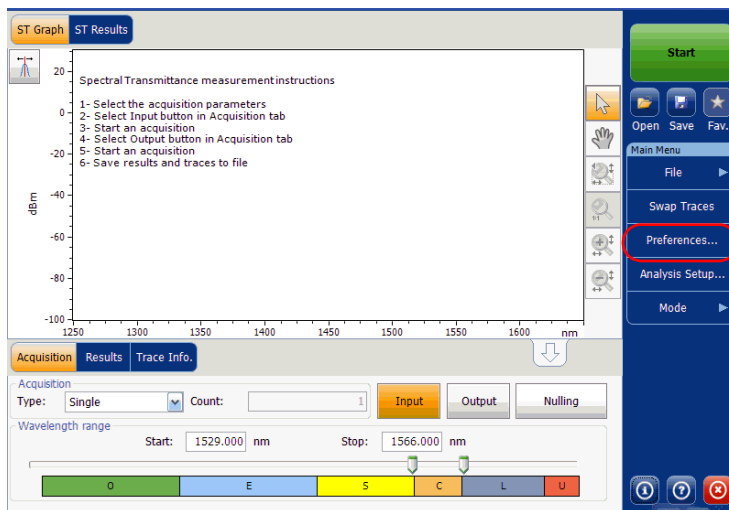 ST Graph ST Results
Start
20
0
-20
-40
-60
-80
-100
dBm
Spectral Transmittance measurement instructions
1- Select the acquisition parameters
2- Select Input button in Acquisition tab
3- Start an acquisition
4- Select Output button in Acquisition tab
5- Start an acquisition
6- Save results and traces to file
1250 1300 1350 1400 1450 1500 1550 1600 nm
1:1
Open Save Fav.
Main Menu
File
Swap Traces
Preferences...
Analysis Setup...
Mode
Acquisition Results Trace Info.
Acquisition
Type: Single Count: 1 Input Output Nulling
Wavelength range
Start: 1529.000 nm Stop: 1566.000 nm
O E S C L U